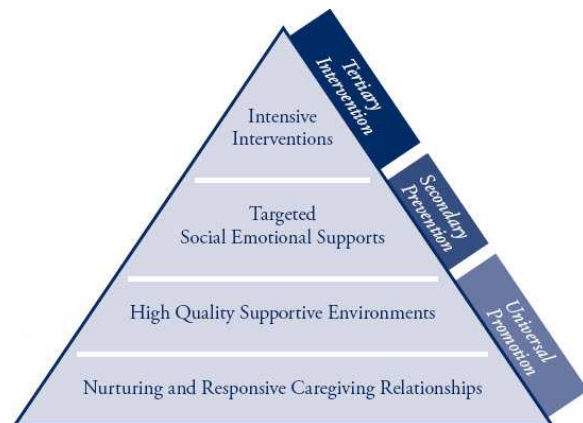 Tertiary
Intervention
Intensive
Interventions
Secondary
Prevention
Targeted
Social Emotional Supports
Universal
Promotion
High Quality Supportive Environments
Nurturing and Responsive Caregiving Relationships